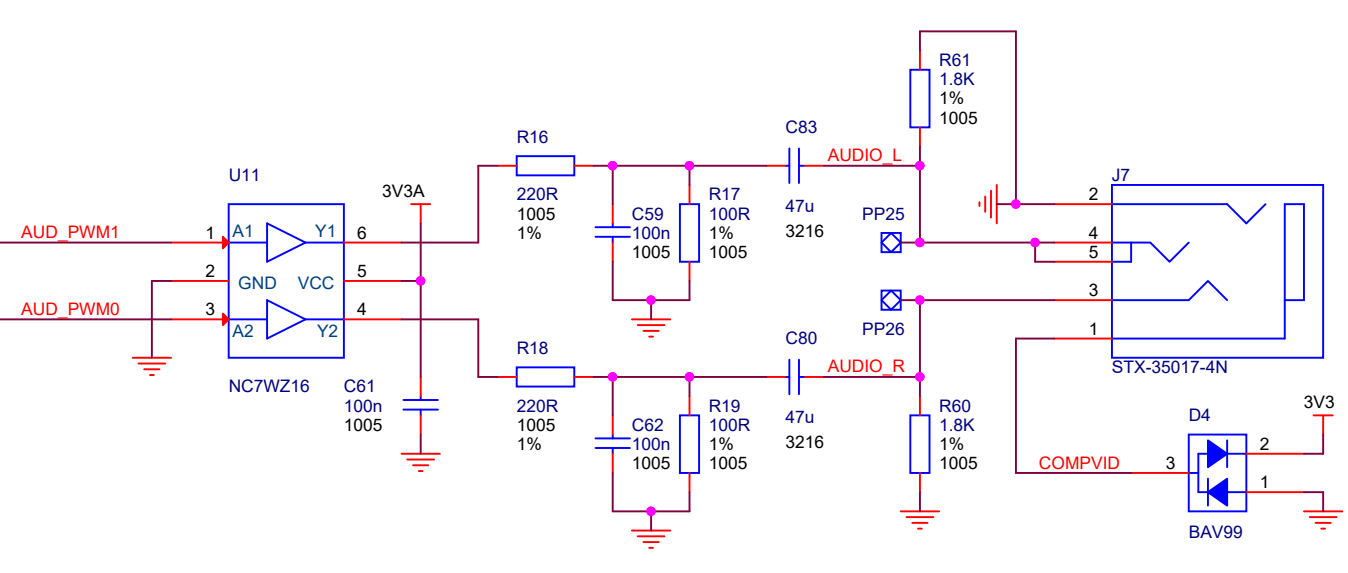 R61
1.8K
1%
1005
R16
C83
AUDIO_L
U11
3V3A
220R
1005
1%
C59
100n
1005
R17
100R
1%
1005
47u
3216
PP25
J7
2
4
5
3
1
STX-35017-4N
AUD_PWM1
1
A1
Y1
6
2
GND
VCC
5
AUD_PWM0
3
A2
Y2
4
NC7WZ16
C61
100n
1005
R18
220R
1005
1%
C62
100n
1005
R19
100R
1%
1005
C80
47u
3216
PP26
AUDIO_R
R60
1.8K
1%
1005
COMPVID
D4
3
2
1
3V3
BAV99